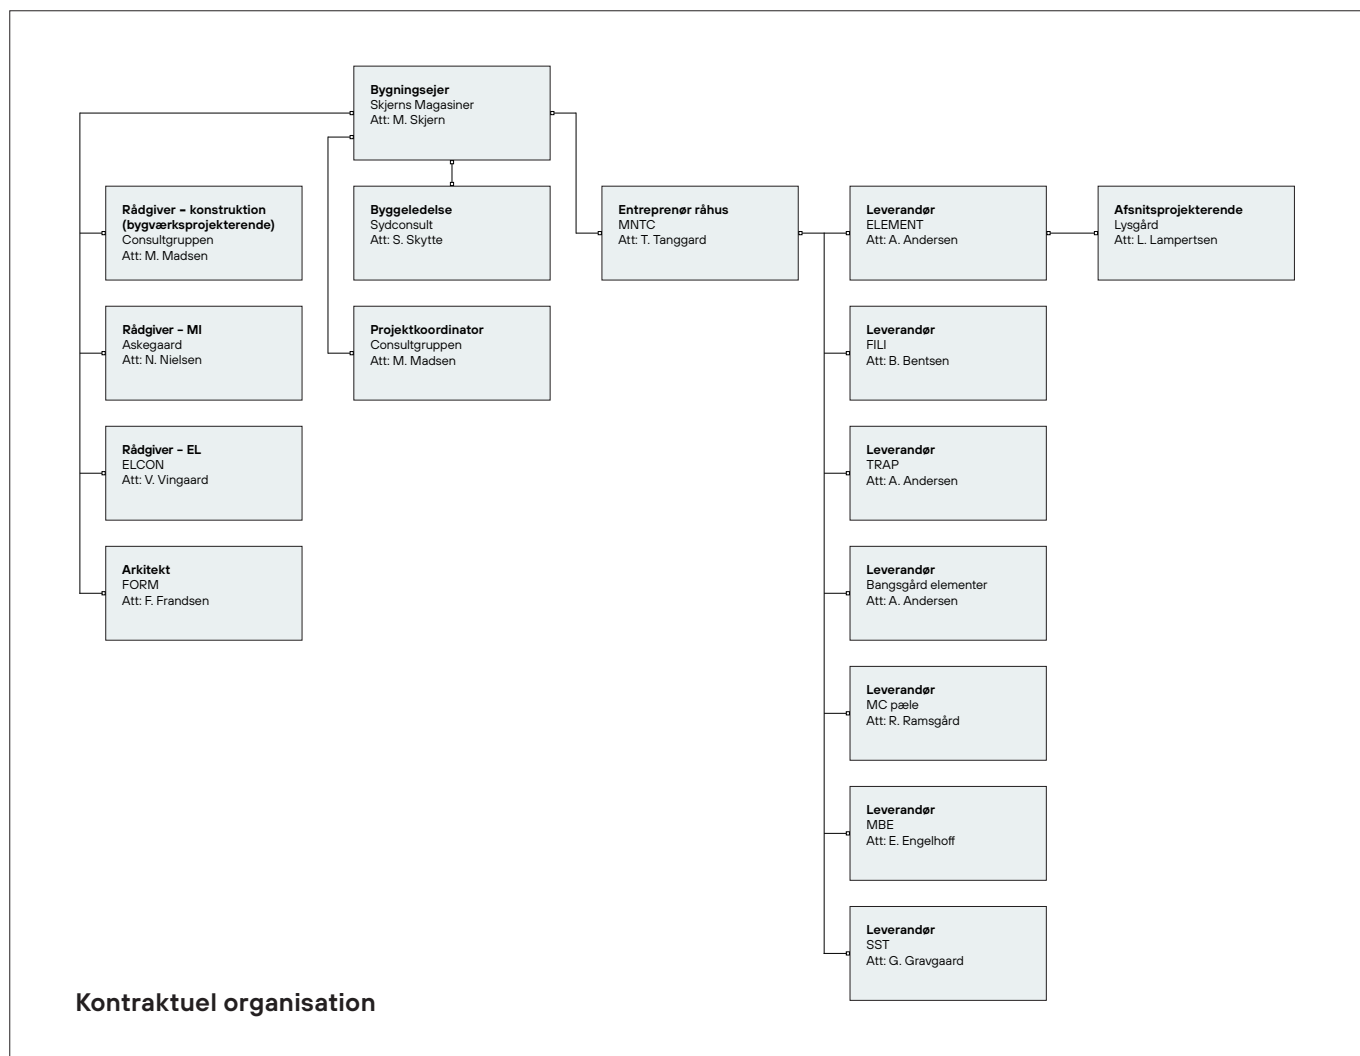 Bygningsejer
Skjerns Magasiner
Att: M. Skjern
Rådgiver – konstruktion
(bygværksprojekterende)
Consultgruppen
Att: M. Madsen
Byggeledelse
Sydconsult
Att: S. Skytte
Entreprenør råhus
MNTC
Att: T. Tanggard
Leverandør
ELEMENT
Att: A. Andersen
Afsnitsprojekterende
Lysgård
Att: L. Lampertsen
Rådgiver – MI
Askegaard
Att: N. Nielsen
Projektkoordinator
Consultgruppen
Att: M. Madsen
Leverandør
FILI
Att: B. Bentsen
Rådgiver – EL
ELCON
Att: V. Vingaard
Leverandør
TRAP
Att: A. Andersen
Arkitekt
FORM
Att: F. Frandsen
Leverandør
Bangsgård elementer
Att: A. Andersen
Leverandør
MC pæle
Att: R. Ramsgård
Leverandør
MBE
Att: E. Engelhoff
Leverandør
SST
Att: G. Gravgaard
Kontraktuel organisation